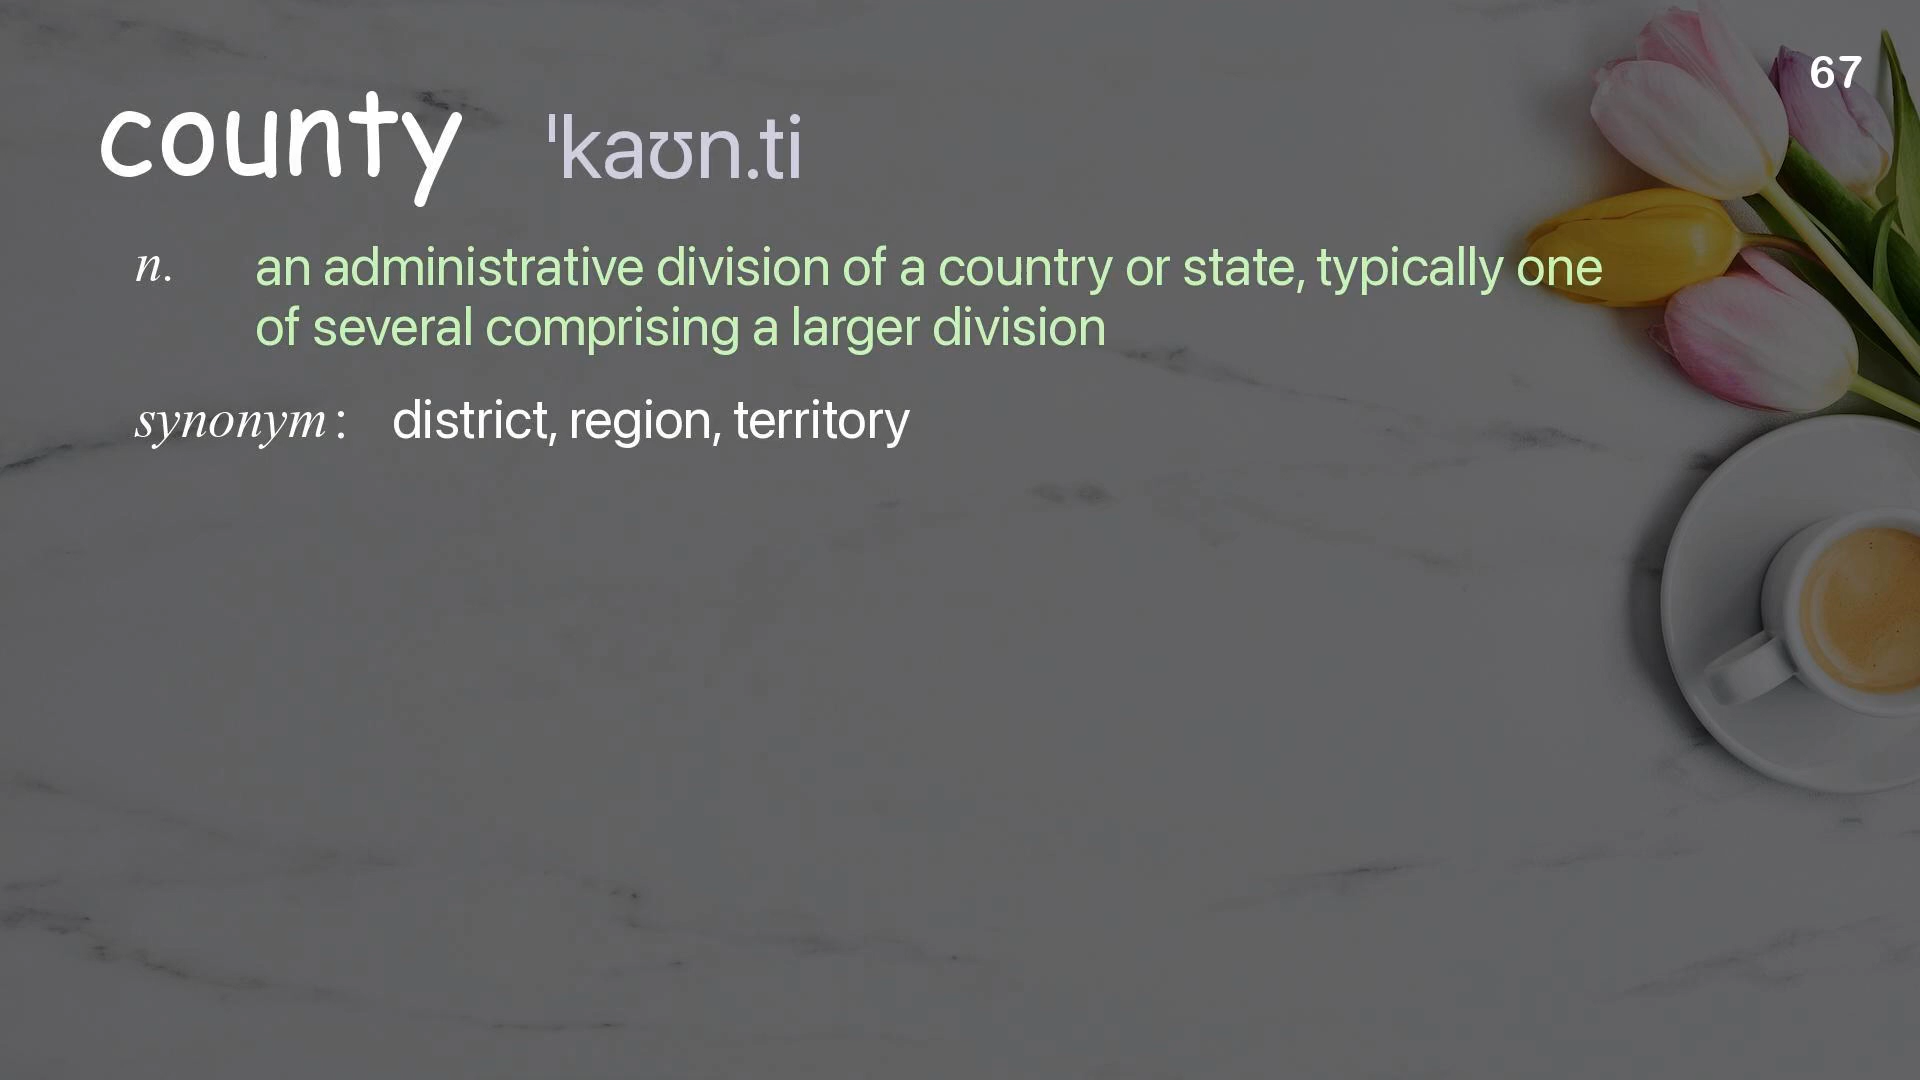 67
county ˈkaʊn.ti
n. an administrative division of a country or state, typically one
of several comprising a larger division
synonym : district, region, territory